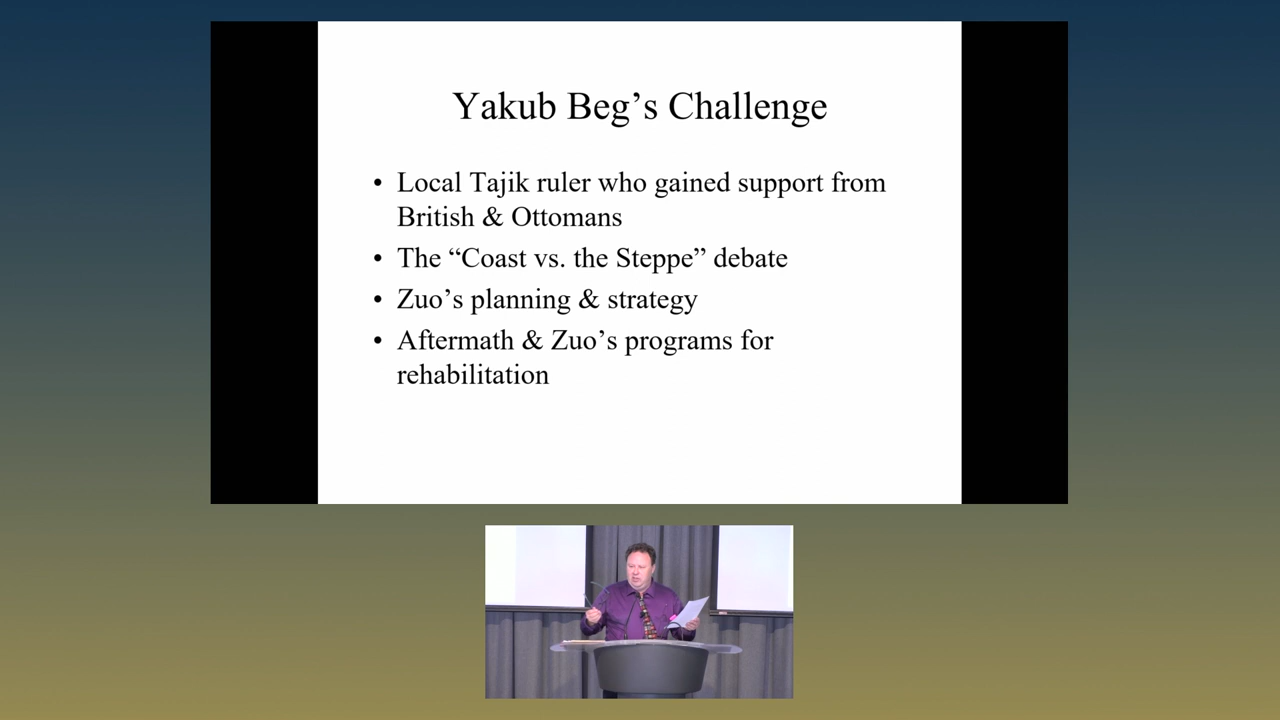 Yakub Beg’s Challenge
• Local Tajik ruler who gained support from
British & Ottomans
• The “Coast vs. the Steppe” debate
• Zuo’s planning & strategy
• Aftermath & Zuo’s programs for
rehabilitation